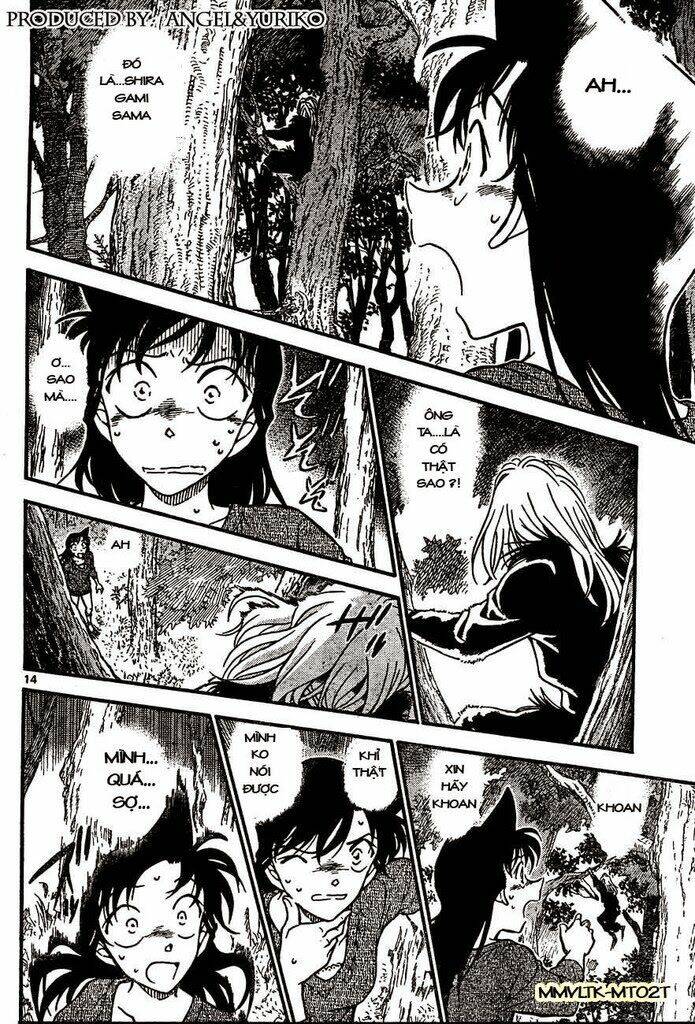 PRODUCED BY: ANGEL&YURIKO
AH...
ĐÓ
LÀ...SHIRA
GAMI
SAMA
Ơ...
SAO
MÀ....
ÔNG
TA....LÀ
CÓ
THẬT
SAO ?!
AH
14
MÌNH...
QUÁ...
SỢ...
MÌNH
KO
NÓI
ĐƯỢC
KHỈ
THẬT
XIN
HÃY
KHOAN
KHOAN
MMVLTK-MTO2T